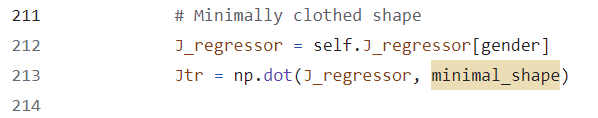 211 # Minimally clothed shape
212 J_regressor = self.J_regressor[gender]
213 Jtr = np.dot(J_regressor, minimal_shape)
214